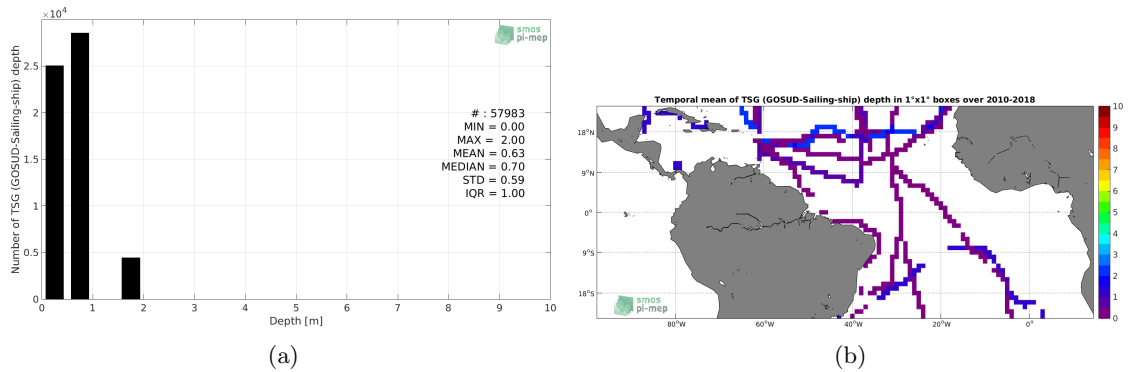 ×10⁴
smos
pi-mep
2.5
2
1.5
1
0.5
0
Number of TSG (GOSUD-Sailing-ship) depth
# : 57983
MIN = 0.00
MAX = 2.00
MEAN = 0.63
MEDIAN = 0.70
STD = 0.59
IQR = 1.00
0 1 2 3 4 5 6 7 8 9 10
Depth [m]
(a)
Temporal mean of TSG (GOSUD-Sailing-ship) depth in 1°x1° boxes over 2010-2018
18°N
9°N
0°
9°S
18°S
smos
pi-mep
80°W 60°W 40°W 20°W 0°
10
9
8
7
6
5
4
3
2
1
0
(b)